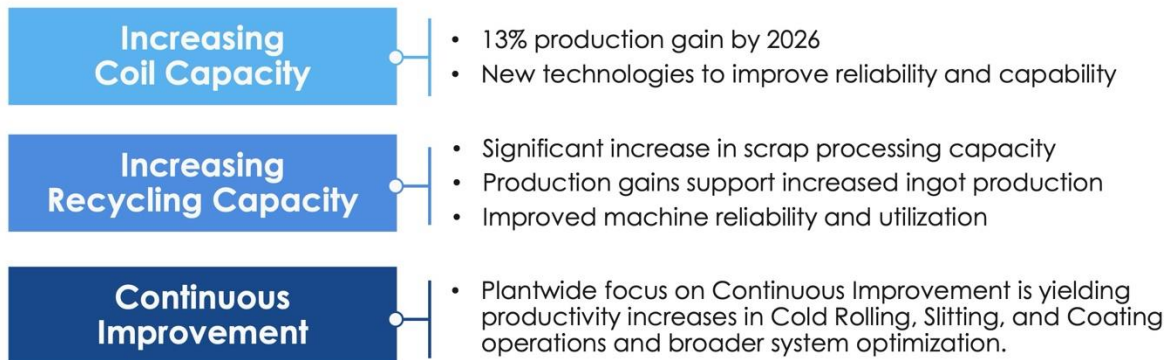 Increasing
Coil Capacity
• 13% production gain by 2026
• New technologies to improve reliability and capability
Increasing
Recycling Capacity
• Significant increase in scrap processing capacity
• Production gains support increased ingot production
• Improved machine reliability and utilization
Continuous
Improvement
• Plantwide focus on Continuous Improvement is yielding
productivity increases in Cold Rolling, Slitting, and Coating
operations and broader system optimization.